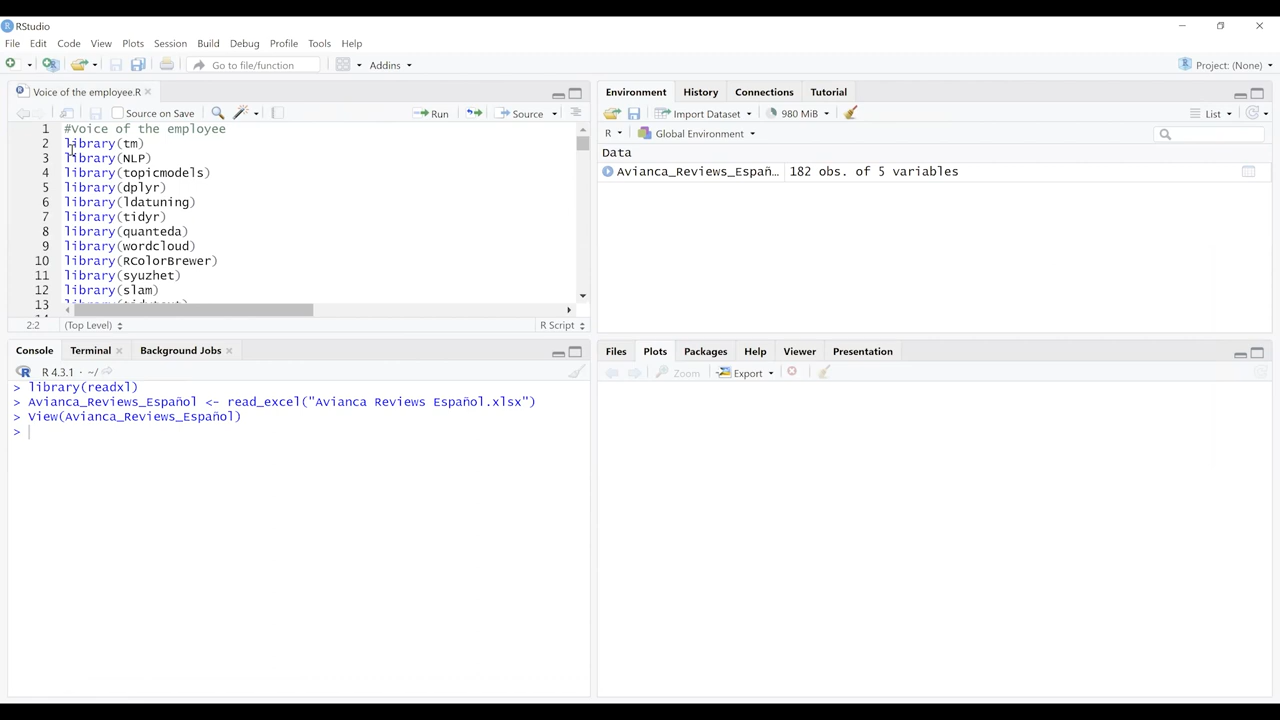 RStudio
File Edit Code View Plots Session Build Debug Profile Tools Help
Go to file/function Addins Project: (None)
Voice of the employee.R
Source on Save Run Source
1 #Voice of the employee
2 library(tm)
3 library(NLP)
4 library(topicmodels)
5 library(dplyr)
6 library(ldatuning)
7 library(tidyr)
8 library(quanteda)
9 library(wordcloud)
10 library(RColorBrewer)
11 library(syuzhet)
12 library(slam)
13
2:2 (Top Level) R Script
Console Terminal Background Jobs
R 4.3.1 · ~/
> library(readxl)
> Avianca_Reviews_Español <- read_excel("Avianca Reviews Español.xlsx")
> View(Avianca_Reviews_Español)
>
Environment History Connections Tutorial
Import Dataset 980 MiB List
R Global Environment
Data
Avianca_Reviews_Españ… 182 obs. of 5 variables
Files Plots Packages Help Viewer Presentation
Zoom Export